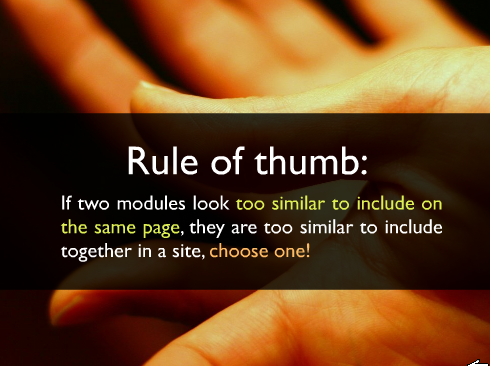 Rule of thumb:
If two modules look too similar to include on
the same page, they are too similar to include
together in a site, choose one!